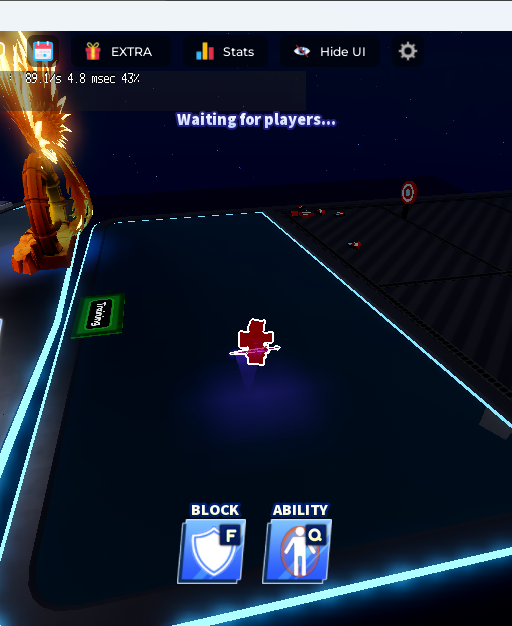 EXTRA
Stats
Hide UI
89.1/s 4.8 msec 43%
Waiting for players...
Training
BLOCK
ABILITY
F
Q